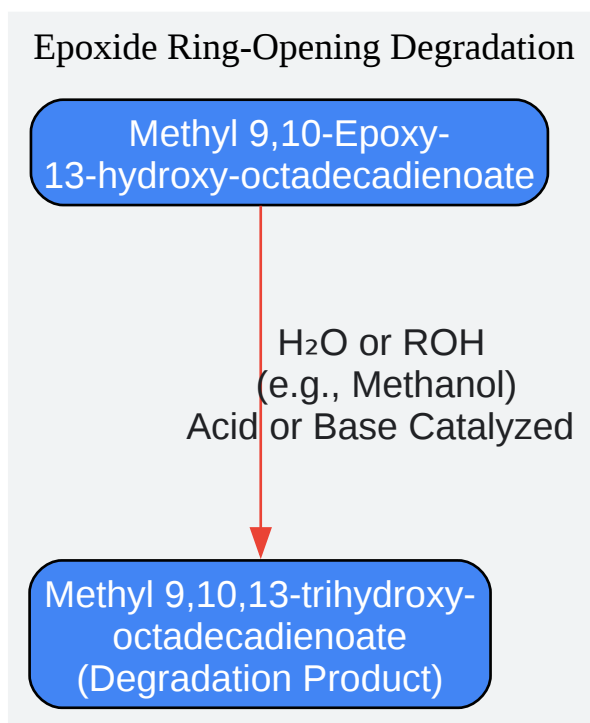 Epoxide Ring-Opening Degradation
Methyl 9,10-Epoxy-
13-hydroxy-octadecadienoate
H₂O or ROH
(e.g., Methanol)
Acid or Base Catalyzed
Methyl 9,10,13-trihydroxy-
octadecadienoate
(Degradation Product)